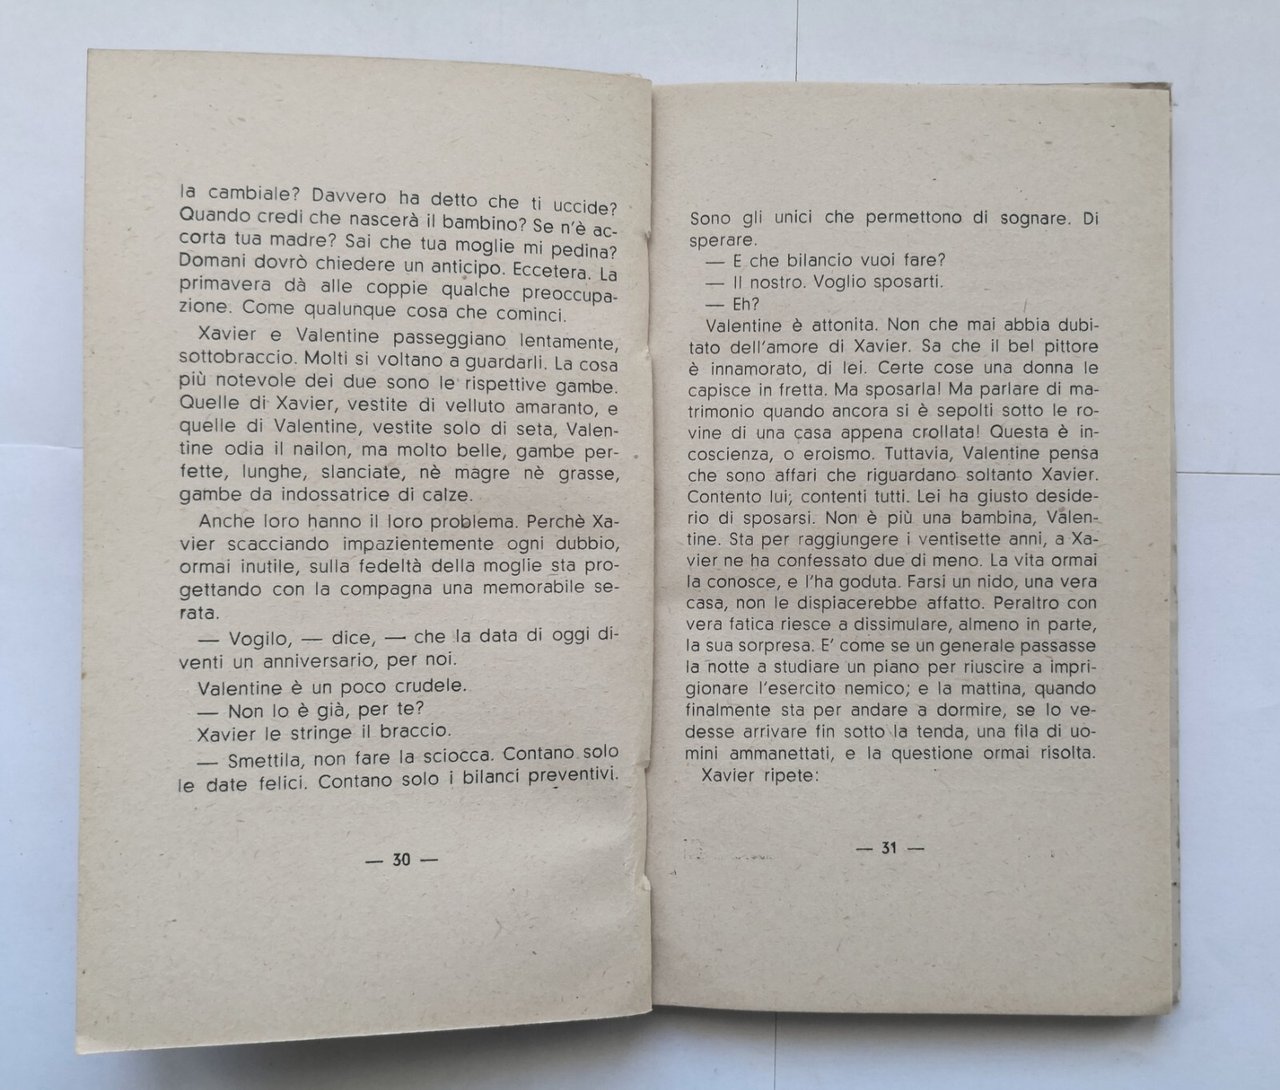 la cambiale? Davvero ha detto che ti uccide?
Quando credi che nascerà il bambino? Se n'è ac-
corta tua madre? Sai che tua moglie mi pedina?
Domani dovrò chiedere un anticipo. Eccetera. La
primavera dà alle coppie qualche preoccupa-
zione. Come qualunque cosa che cominci.
Xavier e Valentine passeggiano lentamente,
sottobraccio. Molti si voltano a guardarli. La cosa
più notevole dei due sono le rispettive gambe.
Quelle di Xavier, vestite di velluto amaranto, e
quelle di Valentine, vestite solo di seta, Valen-
tine odia il nailon, ma molto belle, gambe per-
fette, lunghe, slanciate, nè magre nè grasse,
gambe da indossatrice di calze.
Anche loro hanno il loro problema. Perchè Xa-
vier scacciando impazientemente ogni dubbio,
ormai inutile, sulla fedeltà della moglie sta pro-
gettando con la compagna una memorabile se-
rata.
— Vogilo, — dice, — che la data di oggi di-
venti un anniversario, per noi.
Valentine è un poco crudele.
— Non lo è già, per te?
Xavier le stringe il braccio.
— Smettila, non fare la sciocca. Contano solo
le date felici. Contano solo i bilanci preventivi.
— 30 —
Sono gli unici che permettono di sognare. Di
sperare.
— E che bilancio vuoi fare?
— Il nostro. Voglio sposarti.
— Eh?
Valentine è attonita. Non che mai abbia dubi-
tato dell'amore di Xavier. Sa che il bel pittore
è innamorato, di lei. Certe cose una donna le
capisce in fretta. Ma sposarla! Ma parlare di ma-
trimonio quando ancora si è sepolti sotto le ro-
vine di una casa appena crollata! Questa è in-
coscienza, o eroismo. Tuttavia, Valentine pensa
che sono affari che riguardano soltanto Xavier.
Contento lui; contenti tutti. Lei ha giusto deside-
rio di sposarsi. Non è più una bambina, Valen-
tine. Sta per raggiungere i ventisette anni, a Xa-
vier ne ha confessato due di meno. La vita ormai
la conosce, e l'ha goduta. Farsi un nido, una vera
casa, non le dispiacerebbe affatto. Peraltro con
vera fatica riesce a dissimulare, almeno in parte,
la sua sorpresa. E' come se un generale passasse
la notte a studiare un piano per riuscire a impri-
gionare l'esercito nemico; e la mattina, quando
finalmente sta per andare a dormire, se lo ve-
desse arrivare fin sotto la tenda, una fila di uo-
mini ammanettati, e la questione ormai risolta.
Xavier ripete:
— 31 —